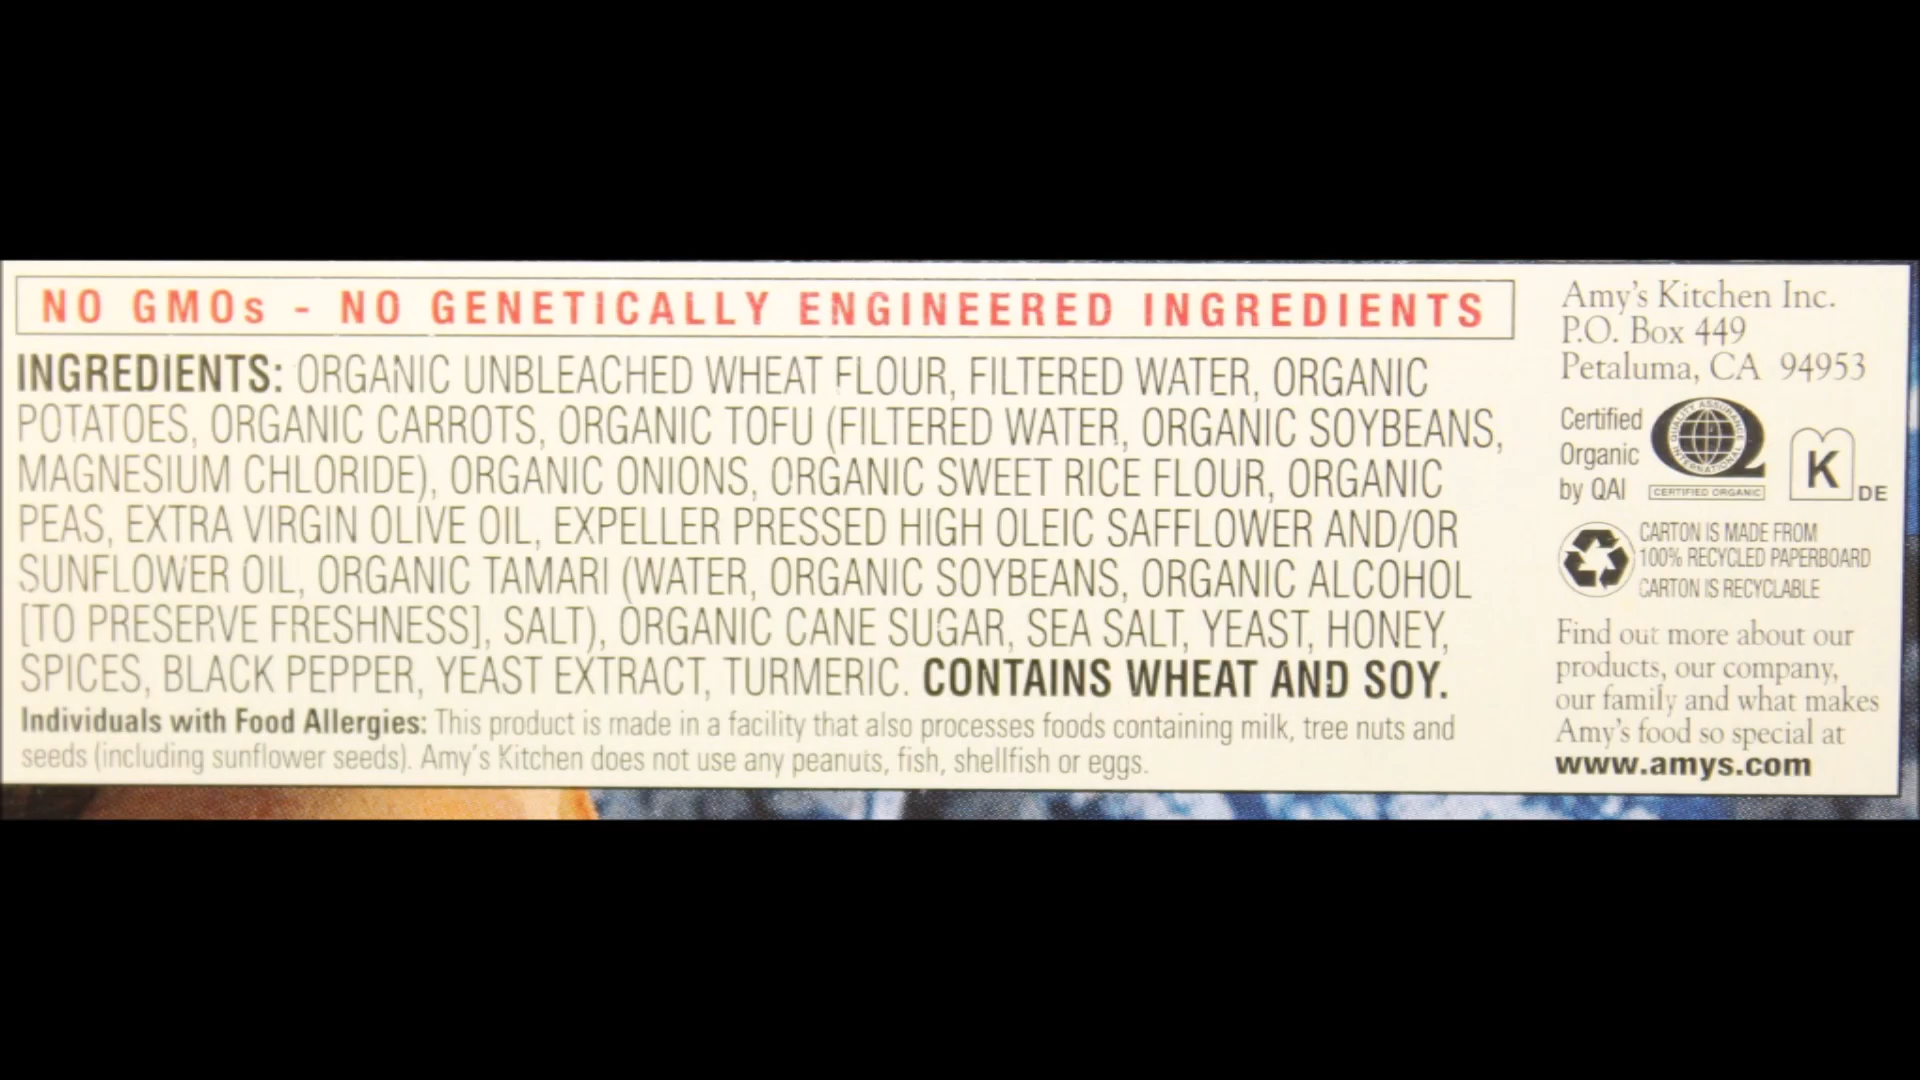 NO GMOs - NO GENETICALLY ENGINEERED INGREDIENTS
INGREDIENTS: ORGANIC UNBLEACHED WHEAT FLOUR, FILTERED WATER, ORGANIC
POTATOES, ORGANIC CARROTS, ORGANIC TOFU (FILTERED WATER, ORGANIC SOYBEANS,
MAGNESIUM CHLORIDE), ORGANIC ONIONS, ORGANIC SWEET RICE FLOUR, ORGANIC
PEAS, EXTRA VIRGIN OLIVE OIL, EXPELLER PRESSED HIGH OLEIC SAFFLOWER AND/OR
SUNFLOWER OIL, ORGANIC TAMARI (WATER, ORGANIC SOYBEANS, ORGANIC ALCOHOL
[TO PRESERVE FRESHNESS], SALT), ORGANIC CANE SUGAR, SEA SALT, YEAST, HONEY,
SPICES, BLACK PEPPER, YEAST EXTRACT, TURMERIC. CONTAINS WHEAT AND SOY.
Individuals with Food Allergies: This product is made in a facility that also processes foods containing milk, tree nuts and
seeds (including sunflower seeds). Amy's Kitchen does not use any peanuts, fish, shellfish or eggs.
Amy's Kitchen Inc.
P.O. Box 449
Petaluma, CA 94953
Certified
Organic
by QAI
QUALITY ASSURANCE
INTERNATIONAL
CERTIFIED ORGANIC
K
DE
CARTON IS MADE FROM
100% RECYCLED PAPERBOARD
CARTON IS RECYCLABLE
Find out more about our
products, our company,
our family and what makes
Amy's food so special at
www.amys.com